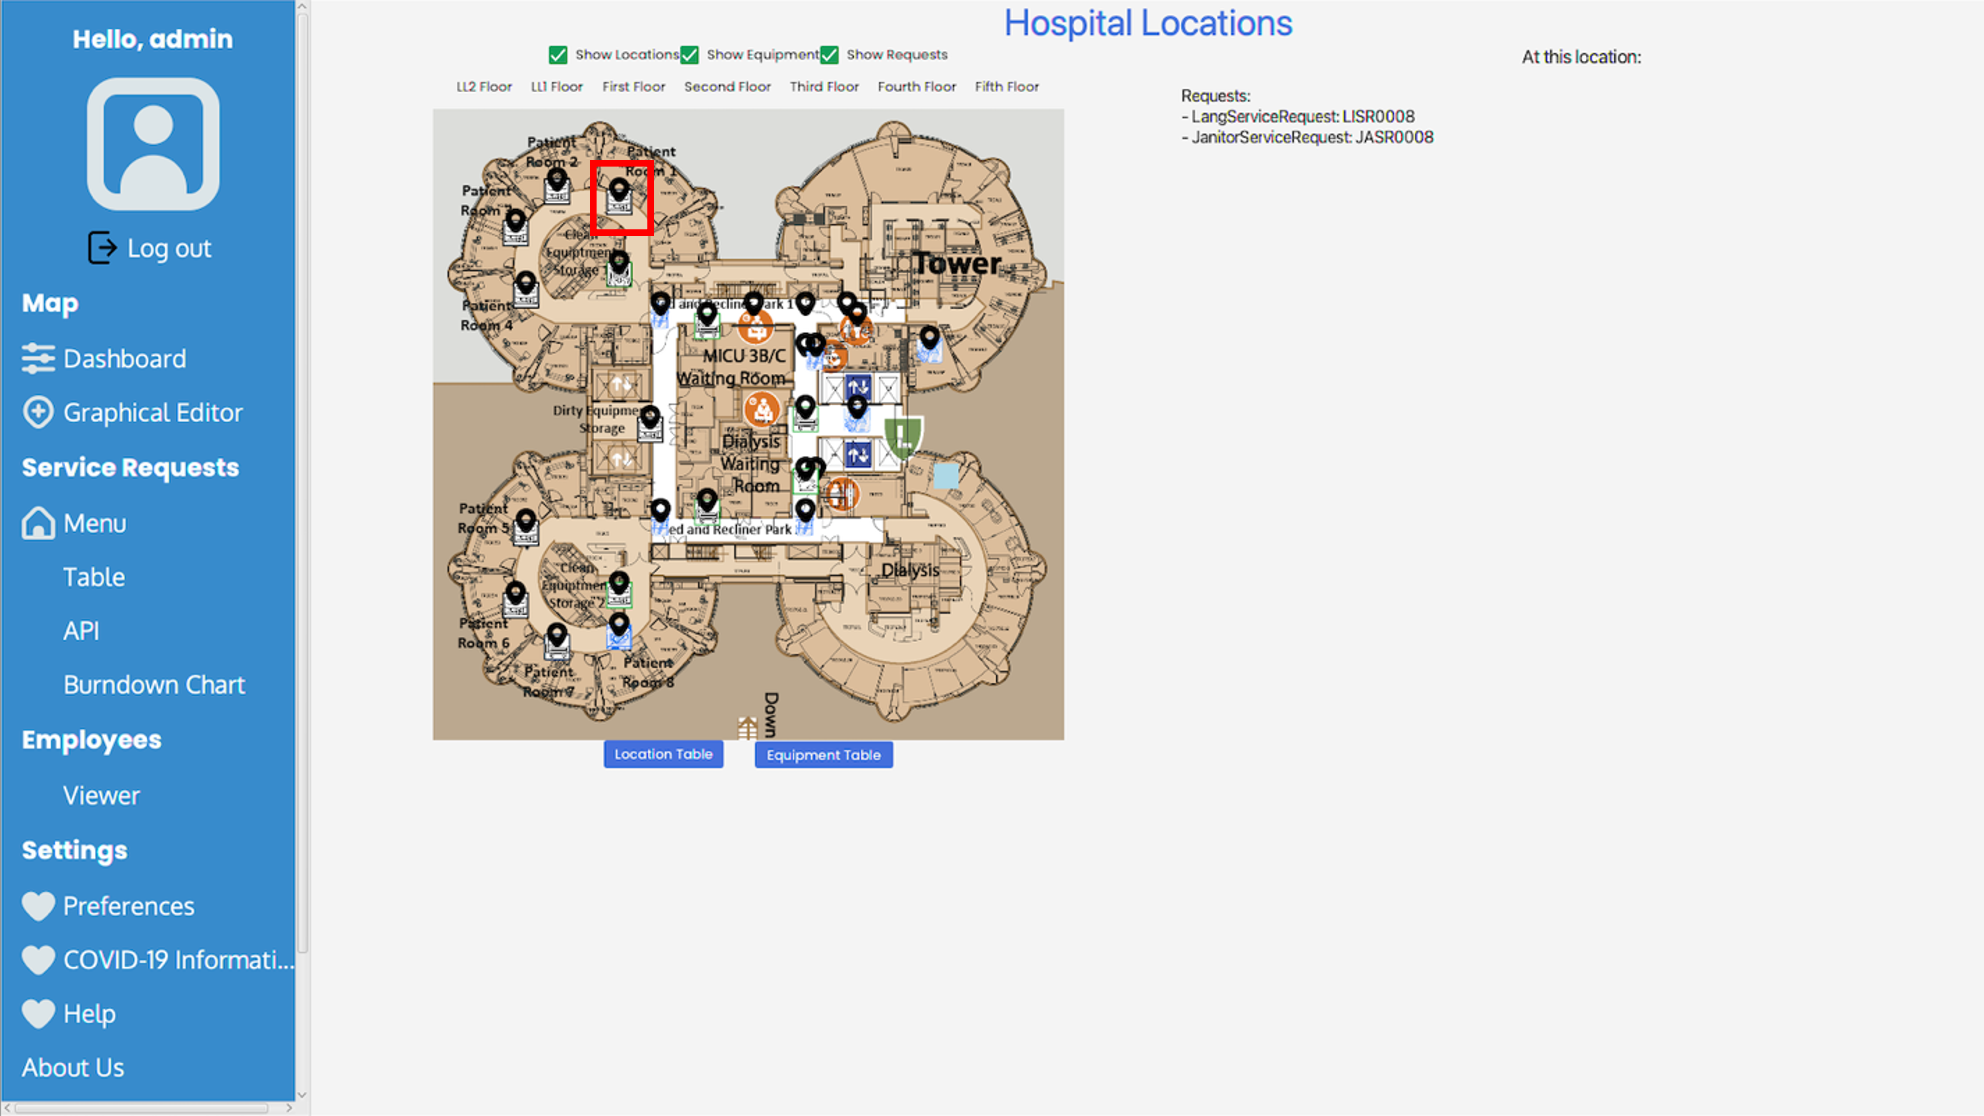 Hello, admin
Log out
Map
Dashboard
Graphical Editor
Service Requests
Menu
Table
API
Burndown Chart
Employees
Viewer
Settings
Preferences
COVID-19 Informati...
Help
About Us
Hospital Locations
Show Locations Show Equipment Show Requests
LL2 Floor LL1 Floor First Floor Second Floor Third Floor Fourth Floor Fifth Floor
Patient
Room 2
Patient
Room 1
Patient
Room
Clean
Equipment
Storage
Patient
Room 4
Tower
ed and Recliner Park 1
MICU 3B/C
Waiting Room
Dirty Equipme
Storage
Dialysis
Waiting
Room
Patient
Room 5
ed and Recliner Park
Clean
Equipmen
Storage 2
Dialysis
Patient
Room 6
Patient
Room 7
Patient
Room 8
Down
Location Table Equipment Table
At this location:
Requests:
- LangServiceRequest: LISR0008
- JanitorServiceRequest: JASR0008